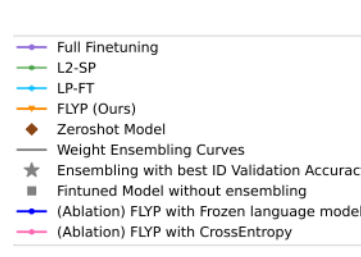 Full Finetuning
L2-SP
LP-FT
FLYP (Ours)
Zeroshot Model
Weight Ensembling Curves
Ensembling with best ID Validation Accurac
Fintuned Model without ensembling
(Ablation) FLYP with Frozen language model
(Ablation) FLYP with CrossEntropy